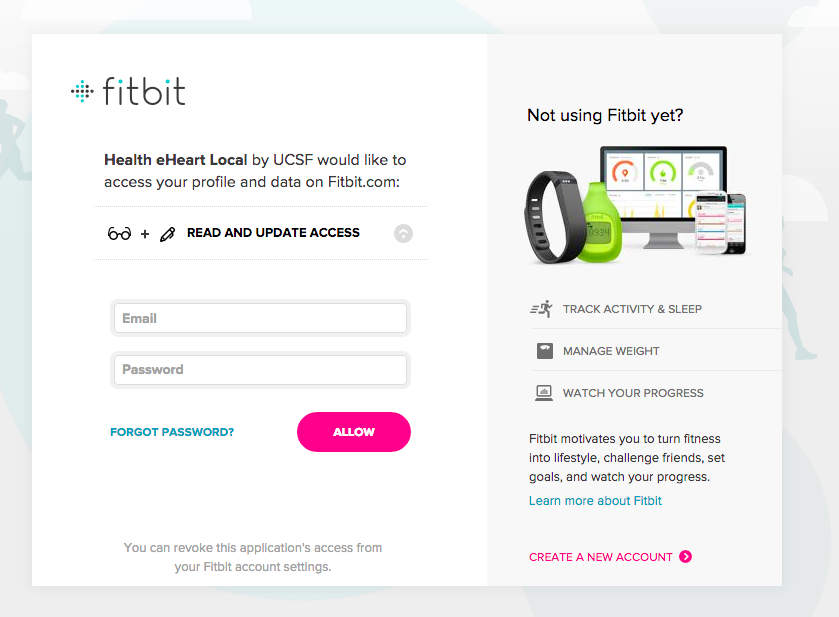 fitbit
Health eHeart Local by UCSF would like to
access your profile and data on Fitbit.com:
+ READ AND UPDATE ACCESS
Email
Password
FORGOT PASSWORD?
ALLOW
You can revoke this application's access from
your Fitbit account settings.
Not using Fitbit yet?
TRACK ACTIVITY & SLEEP
MANAGE WEIGHT
WATCH YOUR PROGRESS
Fitbit motivates you to turn fitness
into lifestyle, challenge friends, set
goals, and watch your progress.
Learn more about Fitbit
CREATE A NEW ACCOUNT